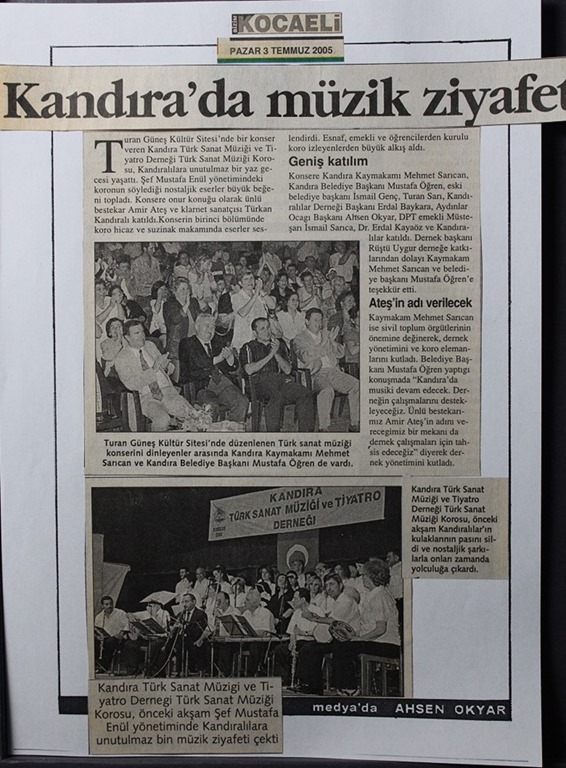 BİZİM
KOCAELİ
PAZAR 3 TEMMUZ 2005
Kandıra'da müzik ziyafet
Turan Güneş Kültür Sitesi'nde bir konser
veren Kandıra Türk Sanat Müziği ve Ti-
yatro Derneği Türk Sanat Müziği Koro-
su, Kandıralılara unutulmaz bir yaz ge-
cesi yaşattı. Şef Mustafa Enül yönetimindeki
koronun söylediği nostaljik eserler büyük beğe-
ni topladı. Konsere onur konuğu olarak ünlü
bestekar Amir Ateş ve klarnet sanatçısı Türkan
Kandıralı katıldı.Konserin birinci bölümünde
koro hicaz ve suzinak makamında eserler ses-
lendirdi. Esnaf, emekli ve öğrencilerden kurulu
koro izleyenlerden büyük alkış aldı.
Geniş katılım
Konsere Kandıra Kaymakamı Mehmet Sarıcan,
Kandıra Belediye Başkanı Mustafa Öğren, eski
belediye başkanı İsmail Genç, Turan Sarı, Kandı-
ralılar Derneği Başkanı Erdal Baykara, Aydınlar
Ocağı Başkanı Ahsen Okyar, DPT emekli Müste-
şarı İsmail Sarıca, Dr. Erdal Kayaöz ve Kandıra-
lılar katıldı. Dernek başkanı
Rüştü Uygur derneğe katkı-
larından dolayı Kaymakam
Mehmet Sarıcan ve beledi-
ye başkanı Mustafa Öğren'e
teşekkür etti.
Ateş'in adı verilecek
Kaymakam Mehmet Sarıcan
ise sivil toplum örgütlerinin
önemine değinerek, dernek
yönetimini ve koro eleman-
larını kutladı. Belediye Baş-
kanı Mustafa Öğren yaptığı
konuşmada "Kandıra'da
musiki devam edecek. Der-
neğin çalışmalarını destek-
leyeceğiz. Ünlü bestekarı-
mız Amir Ateş'in adını ve-
receğimiz bir mekanı da
dernek çalışmaları için tah-
sis edeceğiz" diyerek der-
nek yönetimini kutladı.
Turan Güneş Kültür Sitesi'nde düzenlenen Türk sanat müziği
konserini dinleyenler arasında Kandıra Kaymakamı Mehmet
Sarıcan ve Kandıra Belediye Başkanı Mustafa Öğren de vardı.
KANDIRA
TÜRK SANAT MÜZİĞİ ve TİYATRO
DERNEĞİ
Kandıra Türk Sanat
Müziği ve Tiyatro
Derneği Türk Sanat
Müziği Korosu, önceki
akşam Kandıralılar'ın
kulaklarının pasını sil-
di ve nostaljik şarkı-
larla onları zamanda
yolculuğa çıkardı.
Kandıra Türk Sanat Müzigi ve Ti-
yatro Dernegi Türk Sanat Müziği
Korosu, önceki akşam Şef Mustafa
Enül yönetiminde Kandıralılara
unutulmaz bin müzik ziyafeti çekti
medya'da AHSEN OKYAR